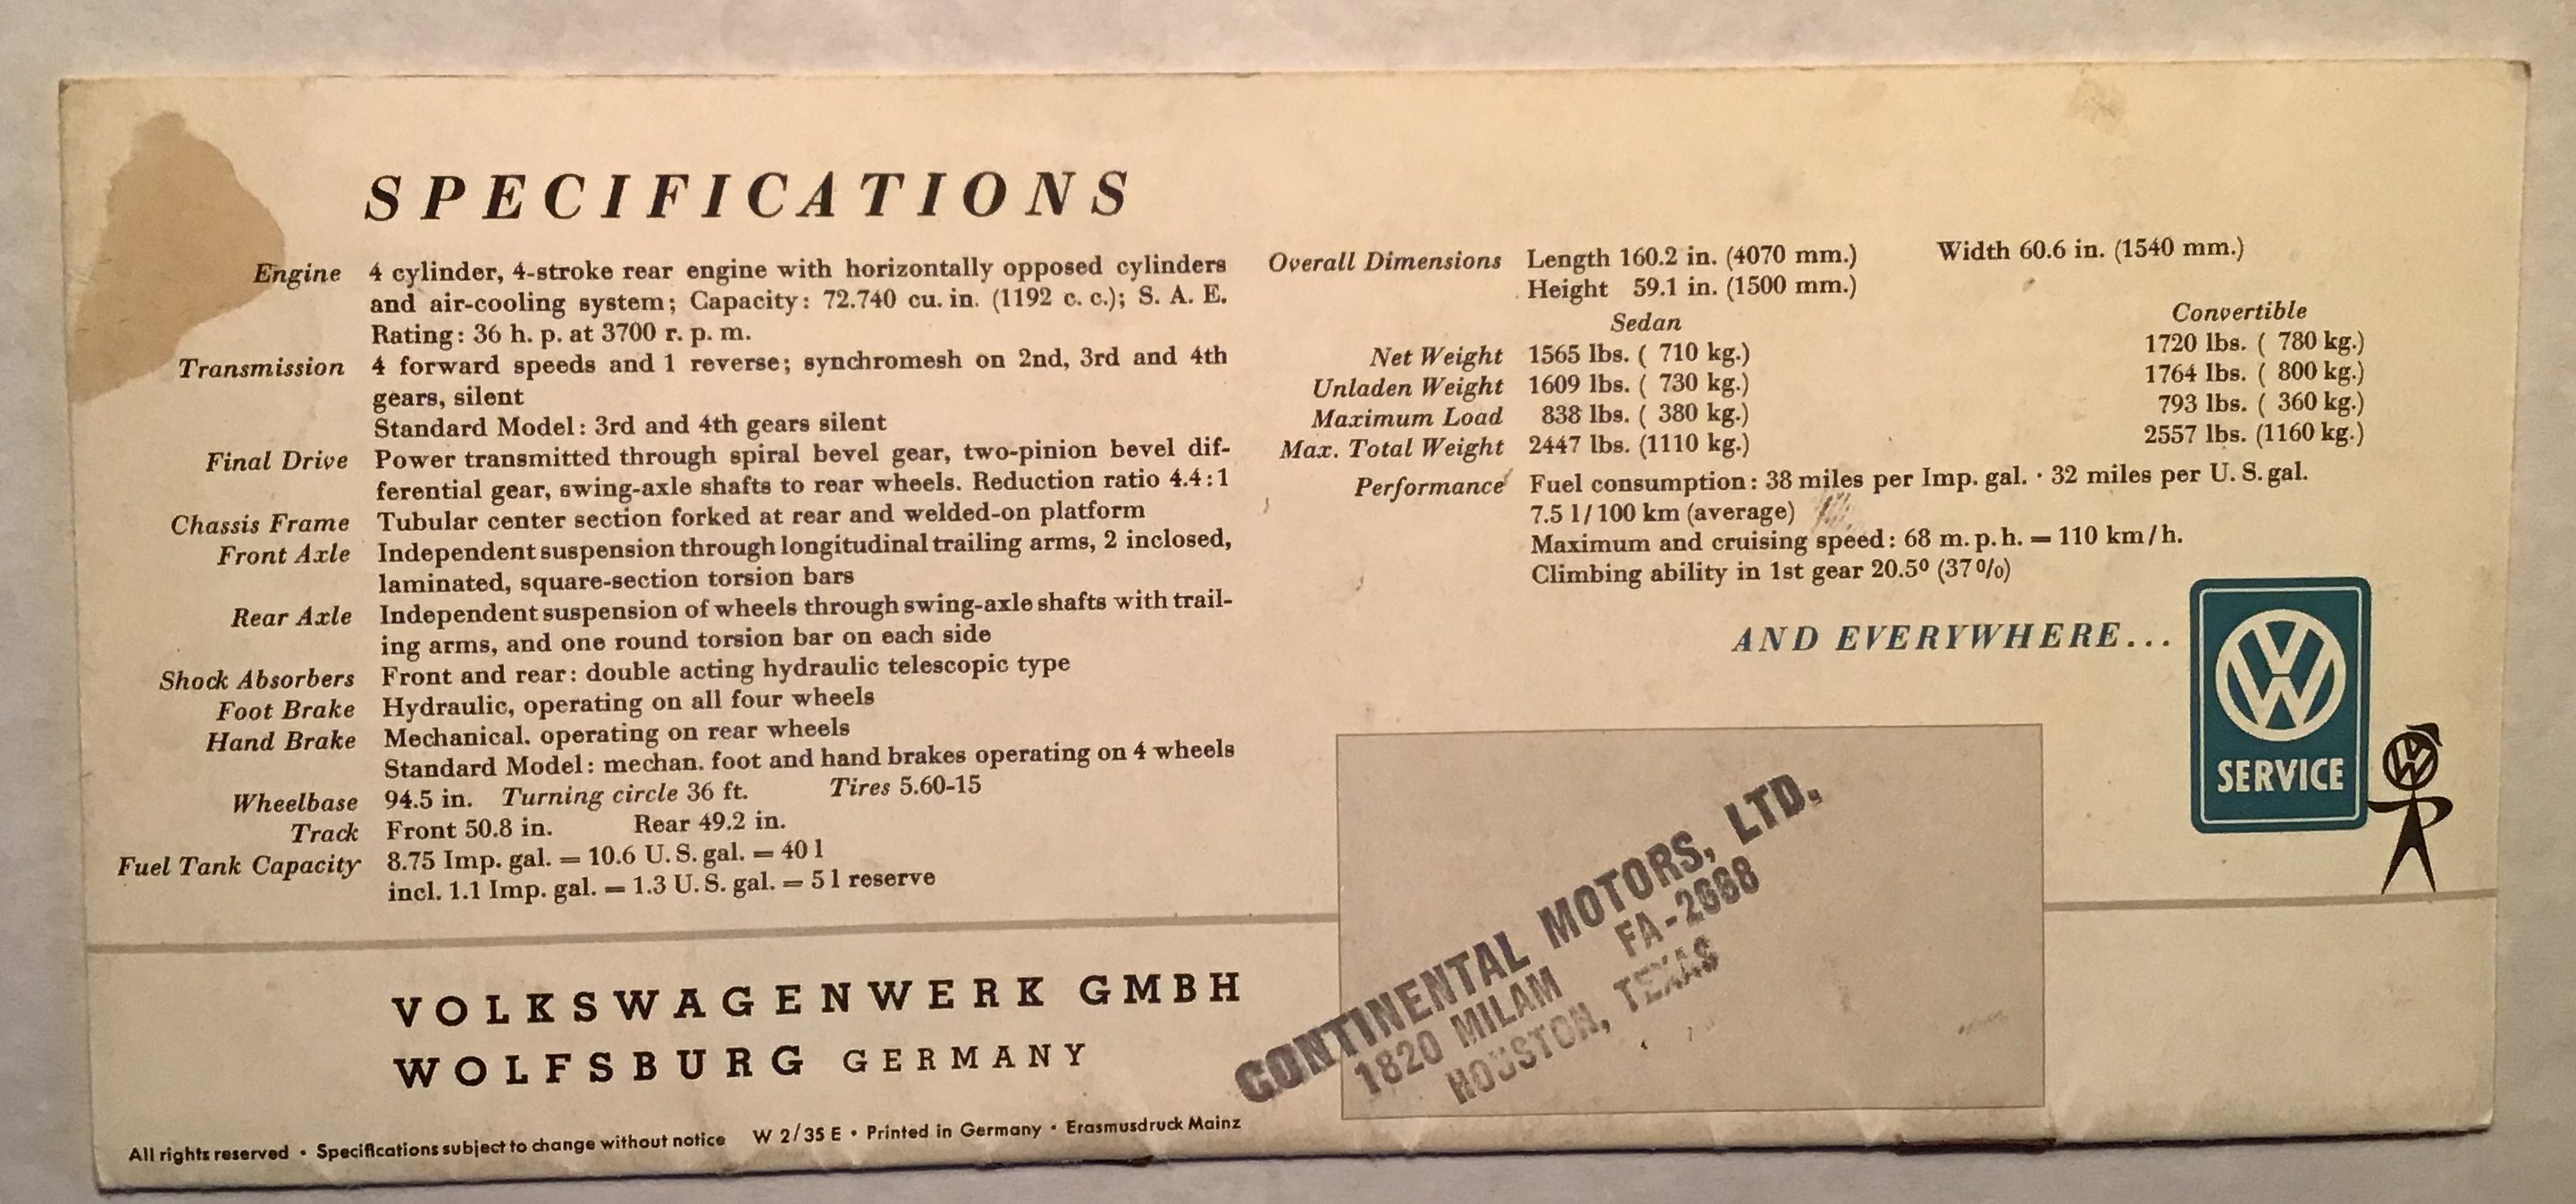 SPECIFICATIONS
Engine 4 cylinder, 4-stroke rear engine with horizontally opposed cylinders
and air-cooling system; Capacity: 72.740 cu. in. (1192 c. c.); S. A. E.
Rating: 36 h. p. at 3700 r. p. m.
Transmission 4 forward speeds and 1 reverse; synchromesh on 2nd, 3rd and 4th
gears, silent
Standard Model: 3rd and 4th gears silent
Final Drive Power transmitted through spiral bevel gear, two-pinion bevel dif-
ferential gear, swing-axle shafts to rear wheels. Reduction ratio 4.4:1
Chassis Frame Tubular center section forked at rear and welded-on platform
Front Axle Independent suspension through longitudinal trailing arms, 2 inclosed,
laminated, square-section torsion bars
Rear Axle Independent suspension of wheels through swing-axle shafts with trail-
ing arms, and one round torsion bar on each side
Shock Absorbers Front and rear: double acting hydraulic telescopic type
Foot Brake Hydraulic, operating on all four wheels
Hand Brake Mechanical. operating on rear wheels
Standard Model: mechan. foot and hand brakes operating on 4 wheels
Wheelbase 94.5 in. Turning circle 36 ft. Tires 5.60-15
Track Front 50.8 in. Rear 49.2 in.
Fuel Tank Capacity 8.75 Imp. gal. = 10.6 U. S. gal. = 40 l
incl. 1.1 Imp. gal. = 1.3 U. S. gal. = 5 l reserve
Overall Dimensions Length 160.2 in. (4070 mm.) Width 60.6 in. (1540 mm.)
Height 59.1 in. (1500 mm.)
Sedan Convertible
Net Weight 1565 lbs. ( 710 kg.) 1720 lbs. ( 780 kg.)
Unladen Weight 1609 lbs. ( 730 kg.) 1764 lbs. ( 800 kg.)
Maximum Load 838 lbs. ( 380 kg.) 793 lbs. ( 360 kg.)
Max. Total Weight 2447 lbs. (1110 kg.) 2557 lbs. (1160 kg.)
Performance Fuel consumption: 38 miles per Imp. gal. · 32 miles per U. S. gal.
7.5 l/100 km (average)
Maximum and cruising speed: 68 m. p. h. = 110 km/h.
Climbing ability in 1st gear 20.5º (37%)
AND EVERYWHERE...
VW
SERVICE
VW
CONTINENTAL MOTORS, LTD.
1820 MILAM
HOUSTON, TEXAS
VOLKSWAGENWERK GMBH
WOLFSBURG GERMANY
All rights reserved • Specifications subject to change without notice W 2/35 E • Printed in Germany • Erasmusdruck Mainz